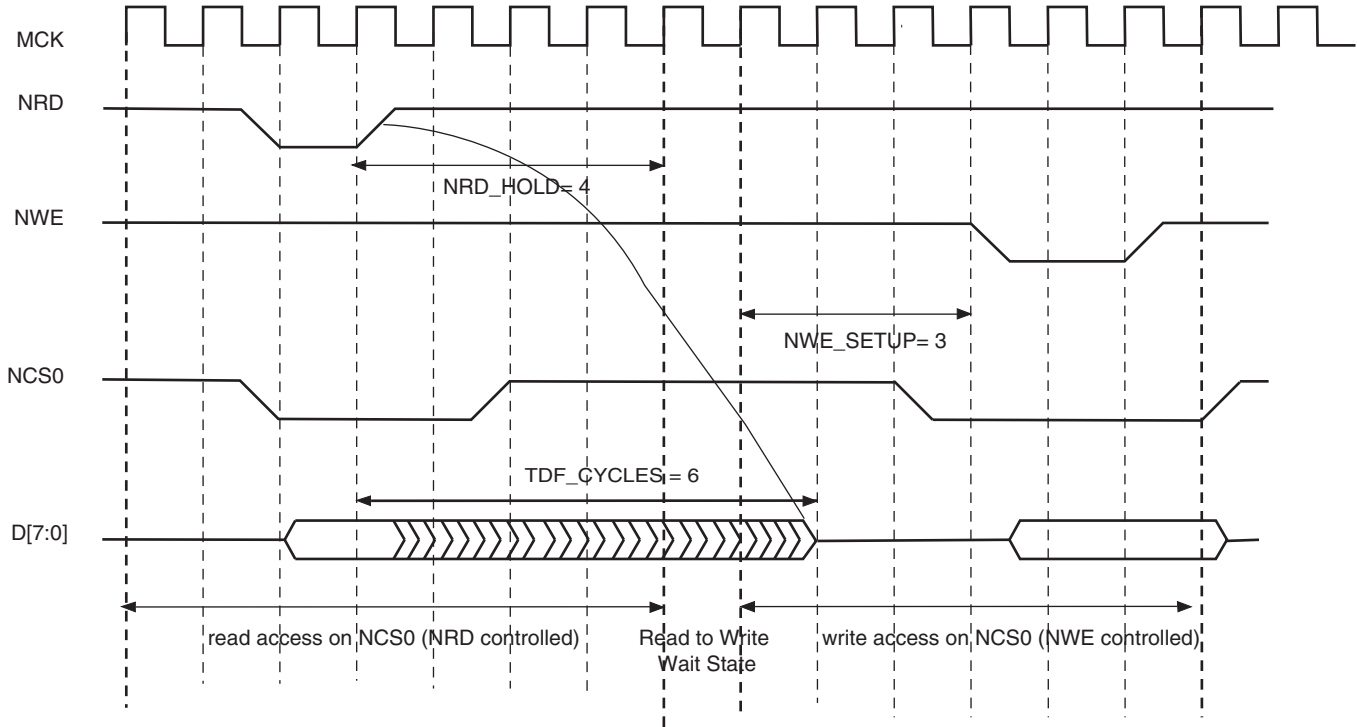 MCK
NRD
NRD_HOLD= 4
NWE
NWE_SETUP= 3
NCS0
TDF_CYCLES = 6
D[7:0]
read access on NCS0 (NRD controlled)
Read to Write
Wait State
write access on NCS0 (NWE controlled)